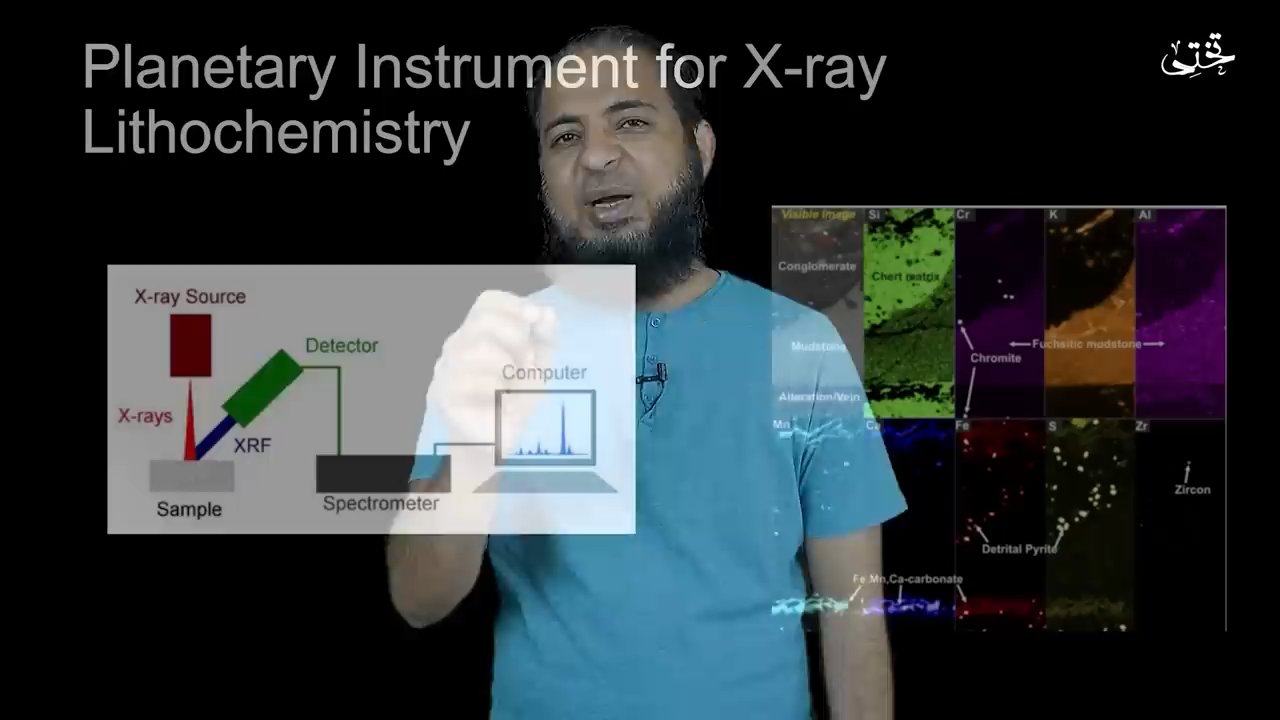 Planetary Instrument for X-ray
Lithochemistry
تختی
X-ray Source
Detector
X-rays
XRF
Computer
Sample
Spectrometer
Visible Image
Si
Cr
K
Al
Conglomerate
Chert matrix
Mudstone
Fuchsitic mudstone
Chromite
Alteration/Vein
Mn
Ca
Fe
S
Zr
Zircon
Detrital Pyrite
Fe,Mn,Ca-carbonate